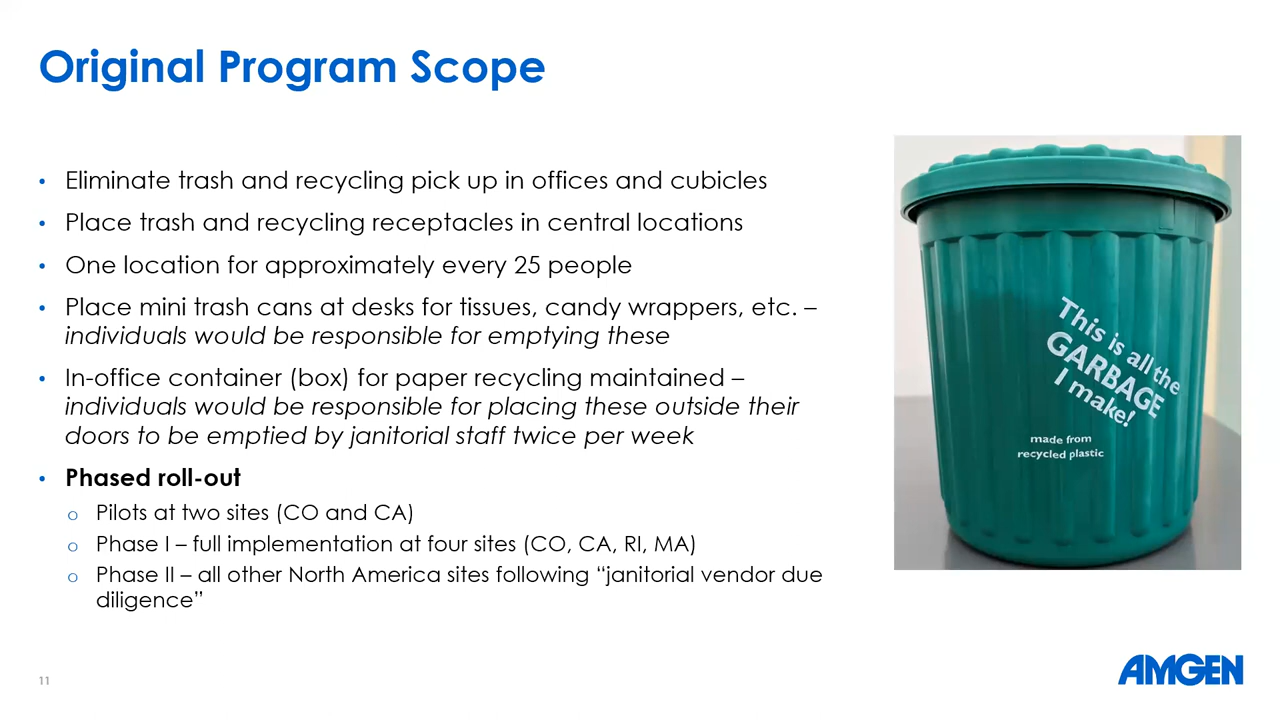 Original Program Scope
• Eliminate trash and recycling pick up in offices and cubicles
• Place trash and recycling receptacles in central locations
• One location for approximately every 25 people
• Place mini trash cans at desks for tissues, candy wrappers, etc. –
individuals would be responsible for emptying these
• In-office container (box) for paper recycling maintained –
individuals would be responsible for placing these outside their
doors to be emptied by janitorial staff twice per week
• Phased roll-out
o Pilots at two sites (CO and CA)
o Phase I – full implementation at four sites (CO, CA, RI, MA)
o Phase II – all other North America sites following “janitorial vendor due
diligence”
This is all the
GARBAGE
I make!
made from
recycled plastic
11
AMGEN